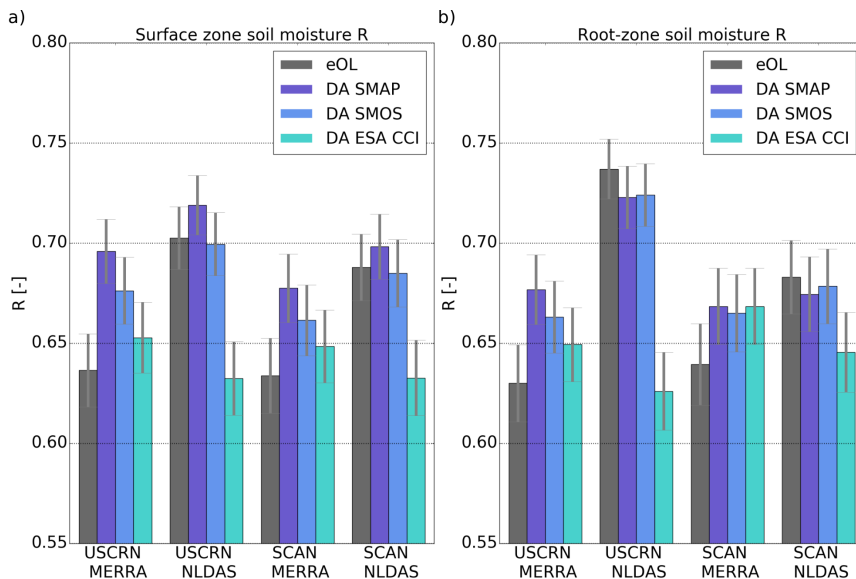 a)
Surface zone soil moisture R
0.80
0.75
0.70
0.65
0.60
0.55
R [-]
eOL
DA SMAP
DA SMOS
DA ESA CCI
USCRN MERRA
USCRN NLDAS
SCAN MERRA
SCAN NLDAS
b)
Root-zone soil moisture R
0.80
0.75
0.70
0.65
0.60
0.55
R [-]
eOL
DA SMAP
DA SMOS
DA ESA CCI
USCRN MERRA
USCRN NLDAS
SCAN MERRA
SCAN NLDAS